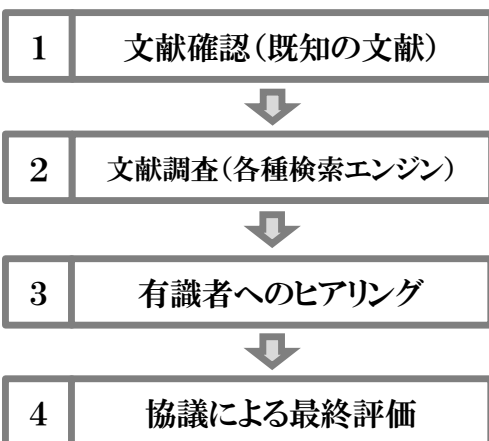 1 文献確認(既知の文献)
2 文献調査(各種検索エンジン)
3 有識者へのヒアリング
4 協議による最終評価